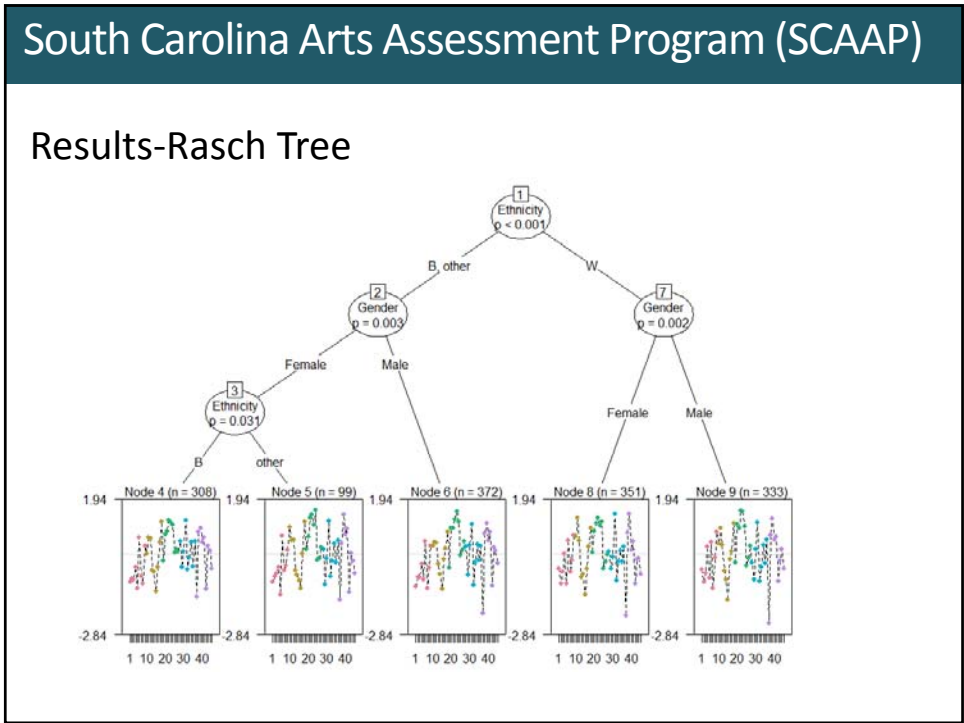 South Carolina Arts Assessment Program (SCAAP)
Results-Rasch Tree
1
Ethnicity
p < 0.001
B, other
W
2
Gender
p = 0.003
7
Gender
p = 0.002
Female
Male
3
Ethnicity
p = 0.031
Female
Male
B
other
Node 4 (n = 308)
Node 5 (n = 99)
Node 6 (n = 372)
Node 8 (n = 351)
Node 9 (n = 333)
1.94
1.94
1.94
1.94
1.94
-2.84
-2.84
-2.84
-2.84
-2.84
1 10 20 30 40
1 10 20 30 40
1 10 20 30 40
1 10 20 30 40
1 10 20 30 40